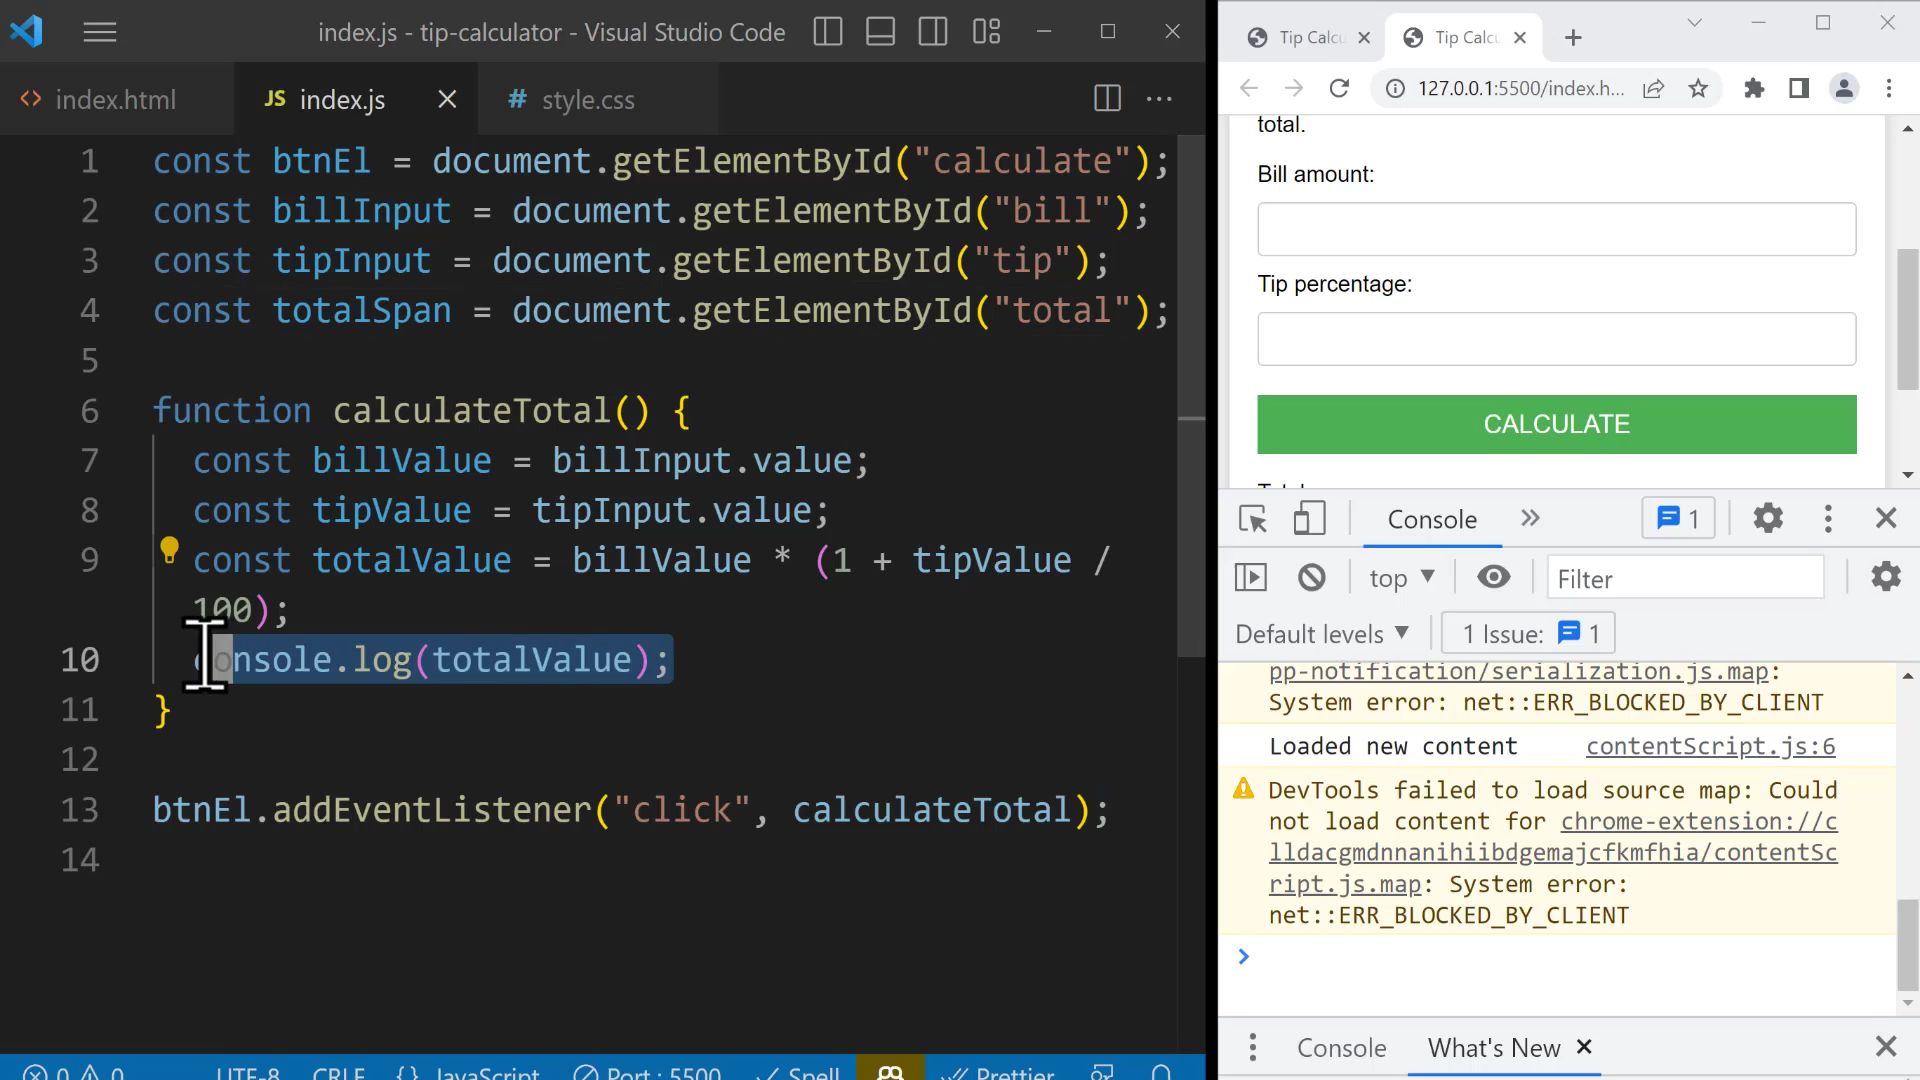 index.js - tip-calculator - Visual Studio Code
index.html
JS index.js
# style.css
1 const btnEl = document.getElementById("calculate");
2 const billInput = document.getElementById("bill");
3 const tipInput = document.getElementById("tip");
4 const totalSpan = document.getElementById("total");
5
6 function calculateTotal() {
7 const billValue = billInput.value;
8 const tipValue = tipInput.value;
9 const totalValue = billValue * (1 + tipValue /
100);
10 console.log(totalValue);
11 }
12
13 btnEl.addEventListener("click", calculateTotal);
14
0 0 UTF-8 CRLF {} JavaScript Port : 5500 Spell Prettier
Tip Calcu
Tip Calcu
127.0.0.1:5500/index.h...
total.
Bill amount:
Tip percentage:
CALCULATE
Console
1
top
Filter
Default levels
1 Issue: 1
pp-notification/serialization.js.map:
System error: net::ERR_BLOCKED_BY_CLIENT
Loaded new content contentScript.js:6
DevTools failed to load source map: Could
not load content for chrome-extension://c
lldacgmdnnanihiibdgemajcfkmfhia/contentSc
ript.js.map: System error:
net::ERR_BLOCKED_BY_CLIENT
Console
What's New